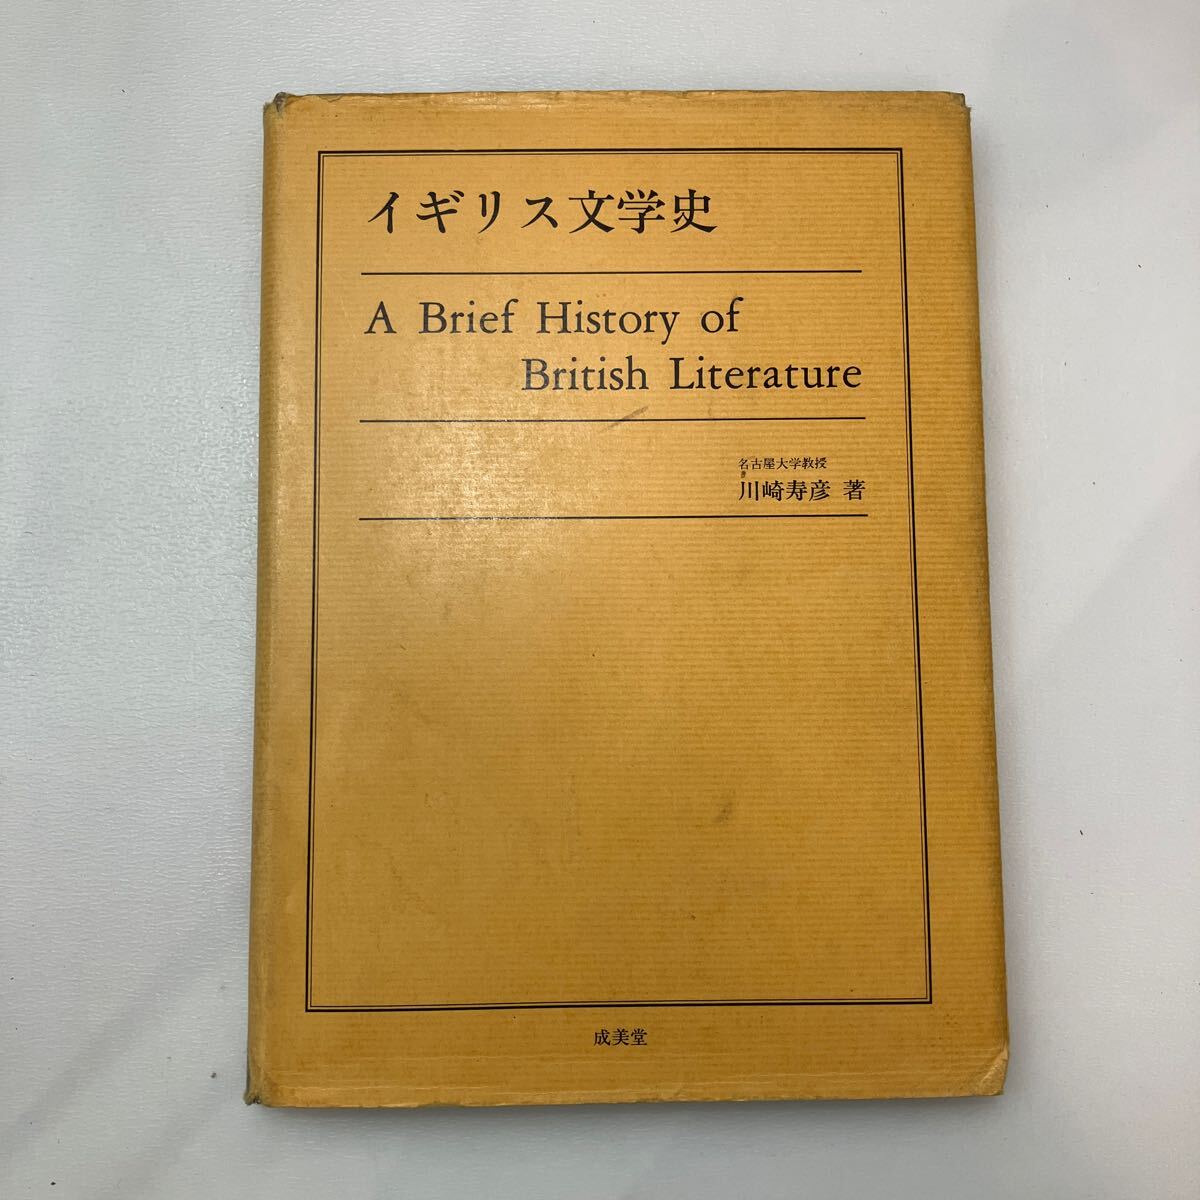 イギリス文学史
A Brief History of
British Literature
名古屋大学教授
川崎寿彦 著
成美堂